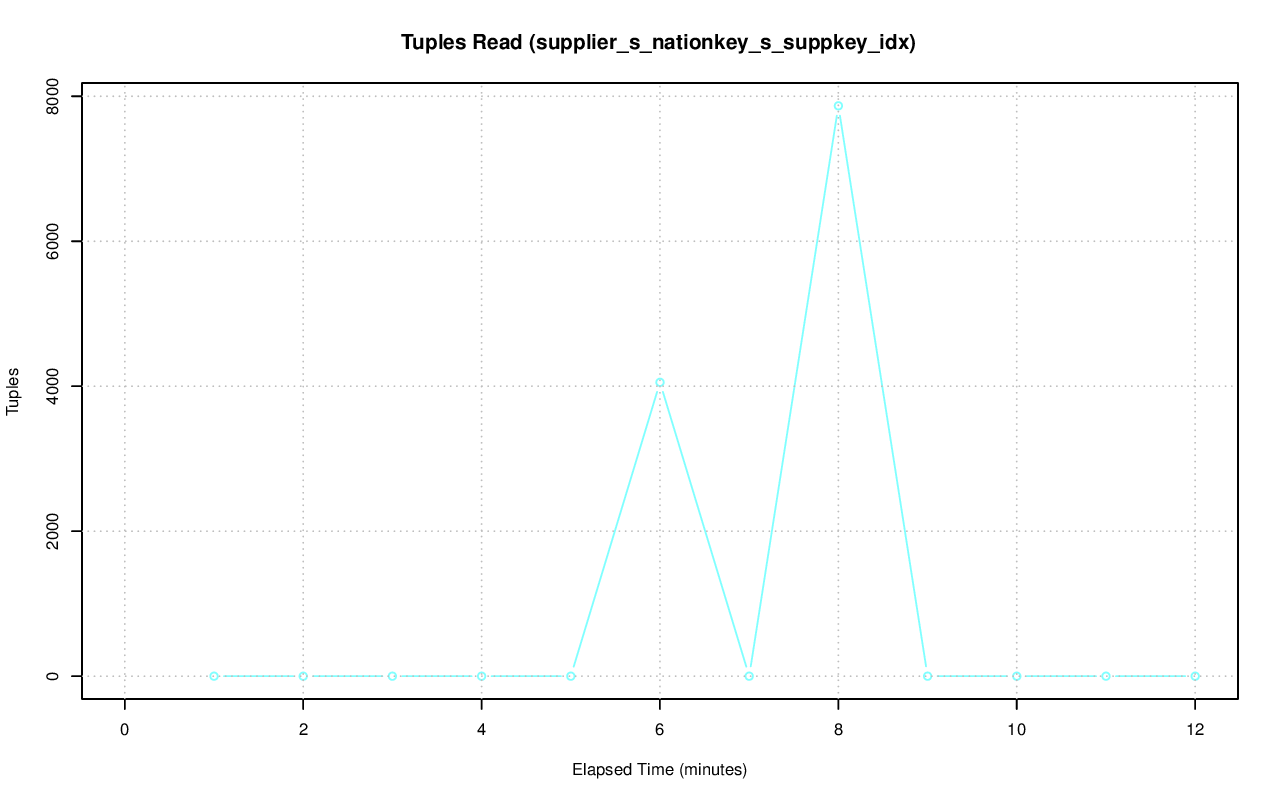 Tuples Read (supplier_s_nationkey_s_suppkey_idx)
8000
6000
4000
2000
0
Tuples
0 2 4 6 8 10 12
Elapsed Time (minutes)